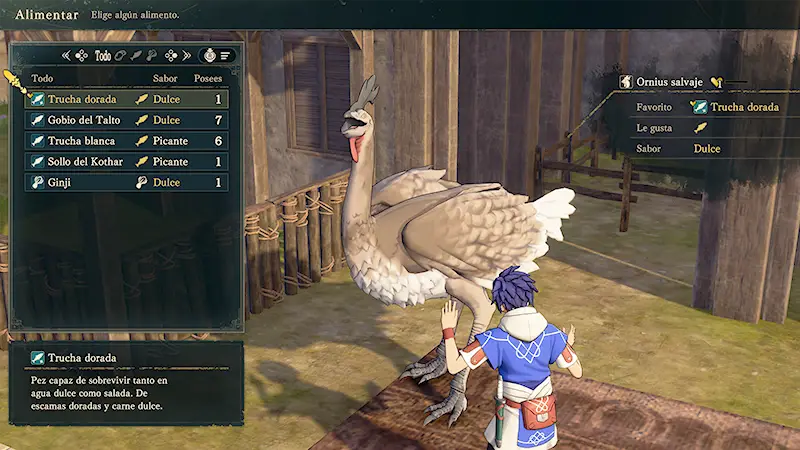 Alimentar Elige algún alimento.
Todo
Todo Sabor Posees
Trucha dorada Dulce 1
Gobio del Talto Dulce 7
Trucha blanca Picante 6
Sollo del Kothar Picante 1
Ginji Dulce 1
Trucha dorada
Pez capaz de sobrevivir tanto en
agua dulce como salada. De
escamas doradas y carne dulce.
Ornius salvaje
Favorito Trucha dorada
Le gusta
Sabor Dulce